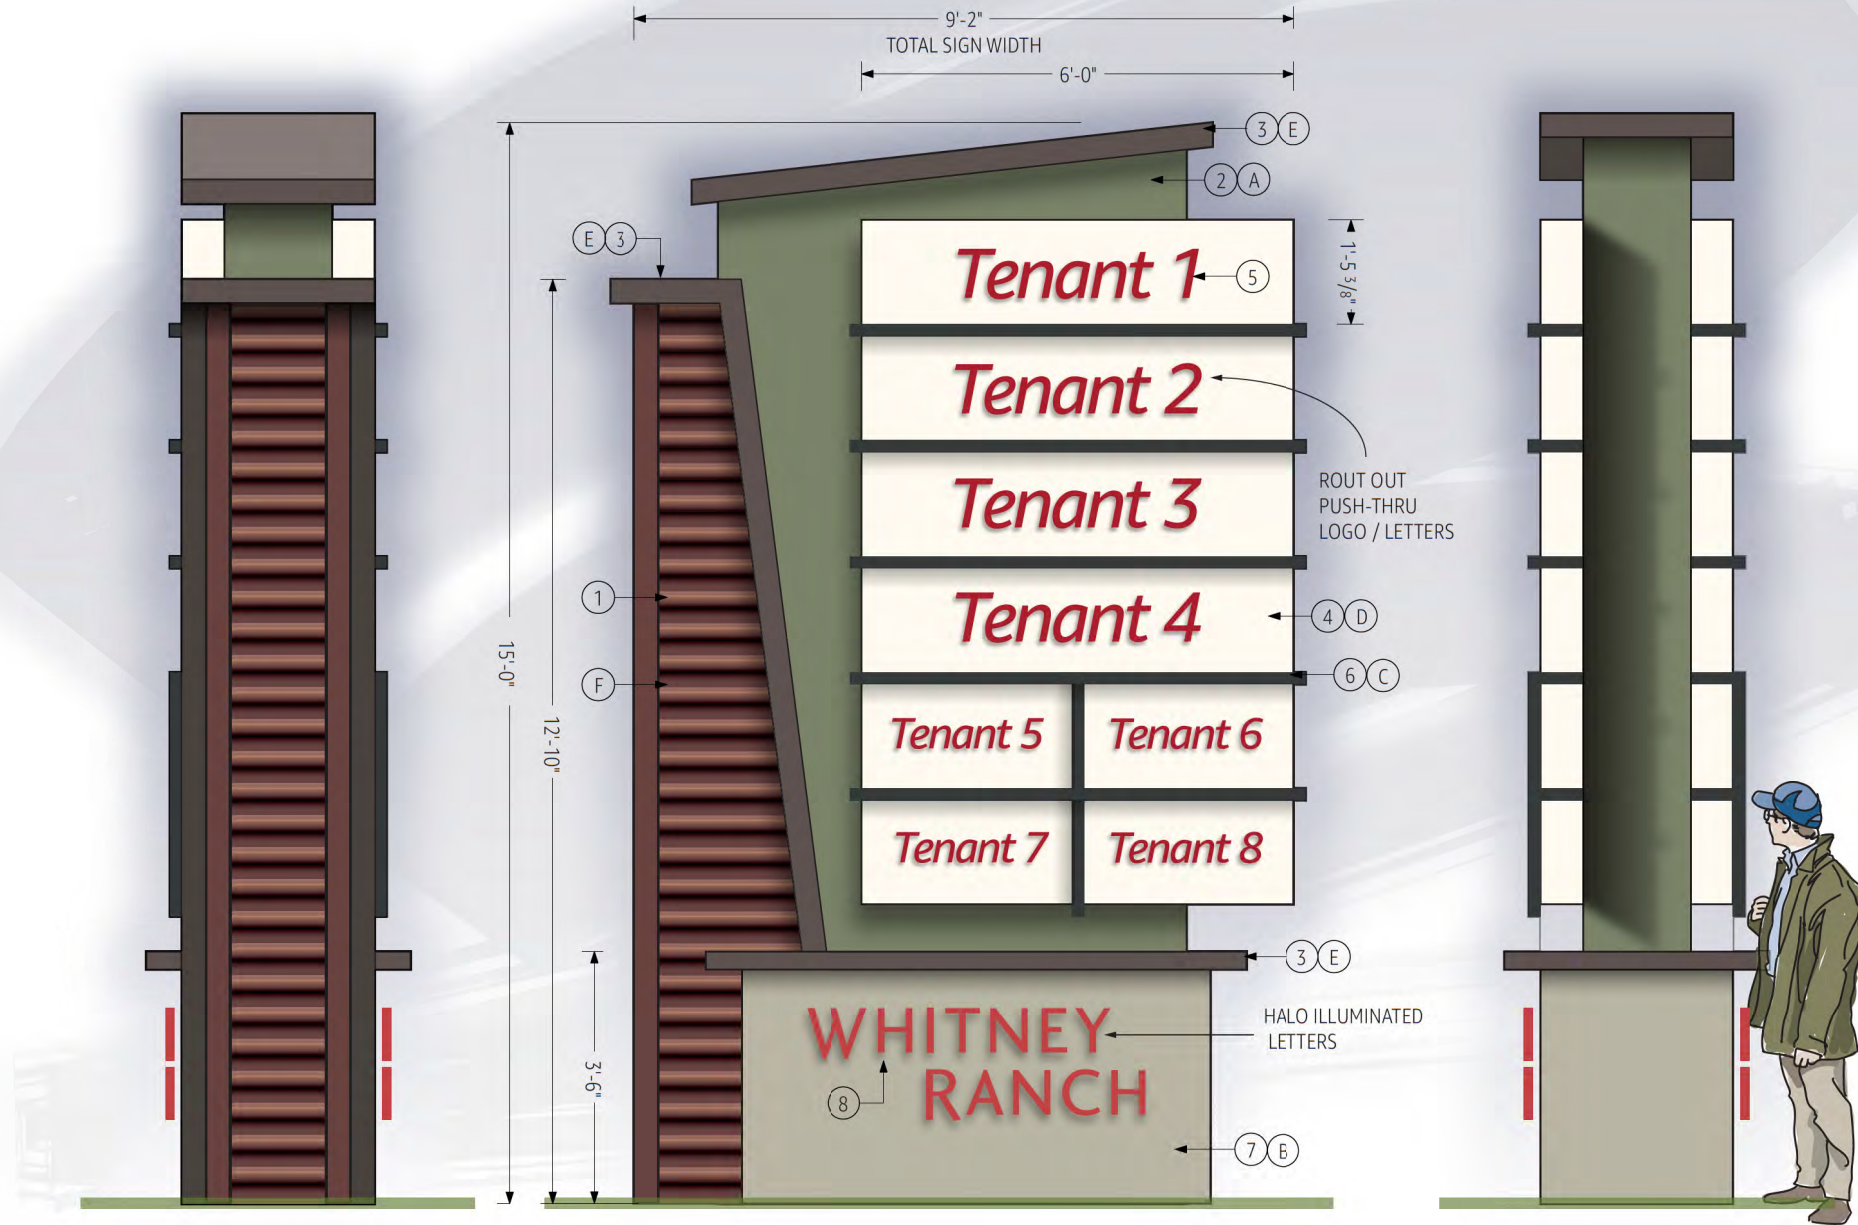 9'-2"
TOTAL SIGN WIDTH
6'-0"
3 E
2 A
E 3
Tenant 1
5
1'-5 3/8"
Tenant 2
ROUT OUT
PUSH-THRU
LOGO / LETTERS
Tenant 3
1
Tenant 4
4 D
15'-0"
F
6 C
12'-10"
Tenant 5
Tenant 6
Tenant 7
Tenant 8
3 E
WHITNEY
RANCH
HALO ILLUMINATED
LETTERS
3'-6"
8
7 B